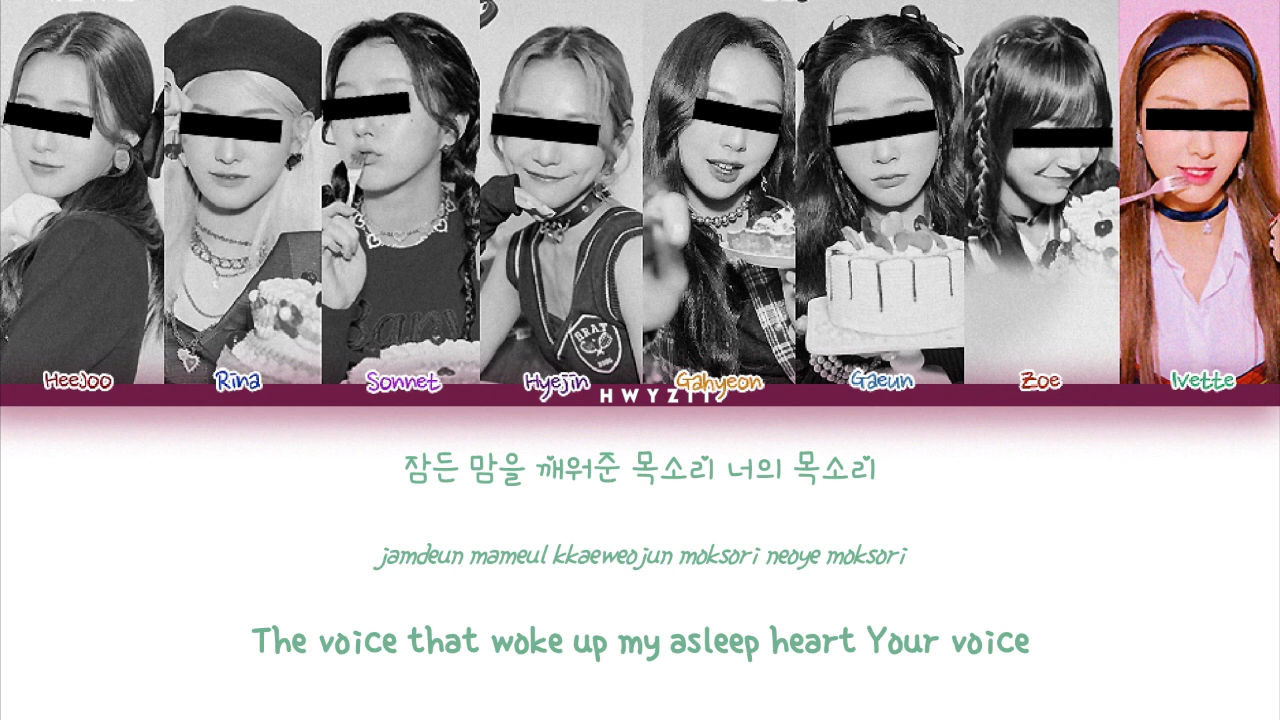 HeeJoo Rina Sonnet Hyejin Gahyeon Gaeun Zoe Ivette
BRAT
잠든 맘을 깨워준 목소리 너의 목소리
jamdeun mameul kkaeweojun moksori neoye moksori
The voice that woke up my asleep heart Your voice